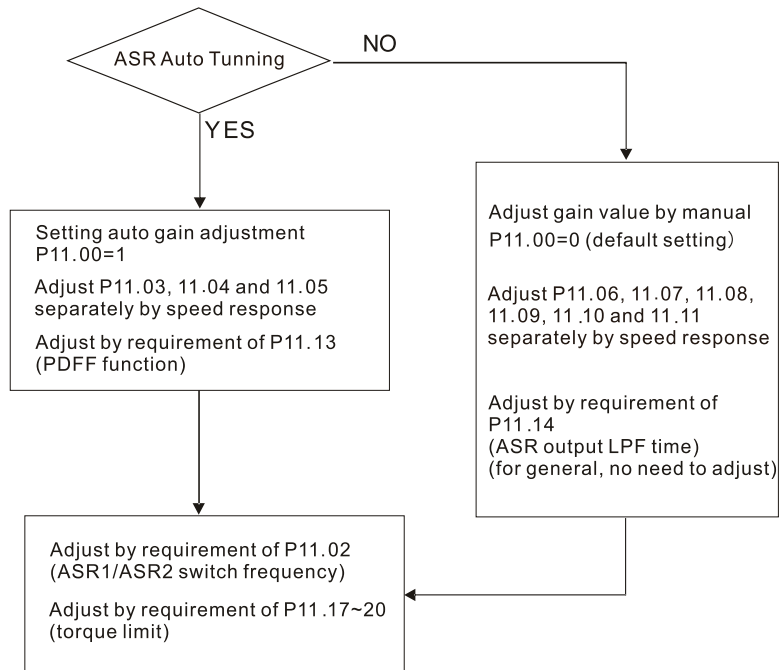 ASR Auto Tunning
NO
YES
Setting auto gain adjustment
P11.00=1
Adjust P11.03, 11.04 and 11.05
separately by speed response
Adjust by requirement of P11.13
(PDFF function)
Adjust gain value by manual
P11.00=0 (default setting)
Adjust P11.06, 11.07, 11.08,
11.09, 11.10 and 11.11
separately by speed response
Adjust by requirement of
P11.14
(ASR output LPF time)
(for general, no need to adjust)
Adjust by requirement of P11.02
(ASR1/ASR2 switch frequency)
Adjust by requirement of P11.17~20
(torque limit)